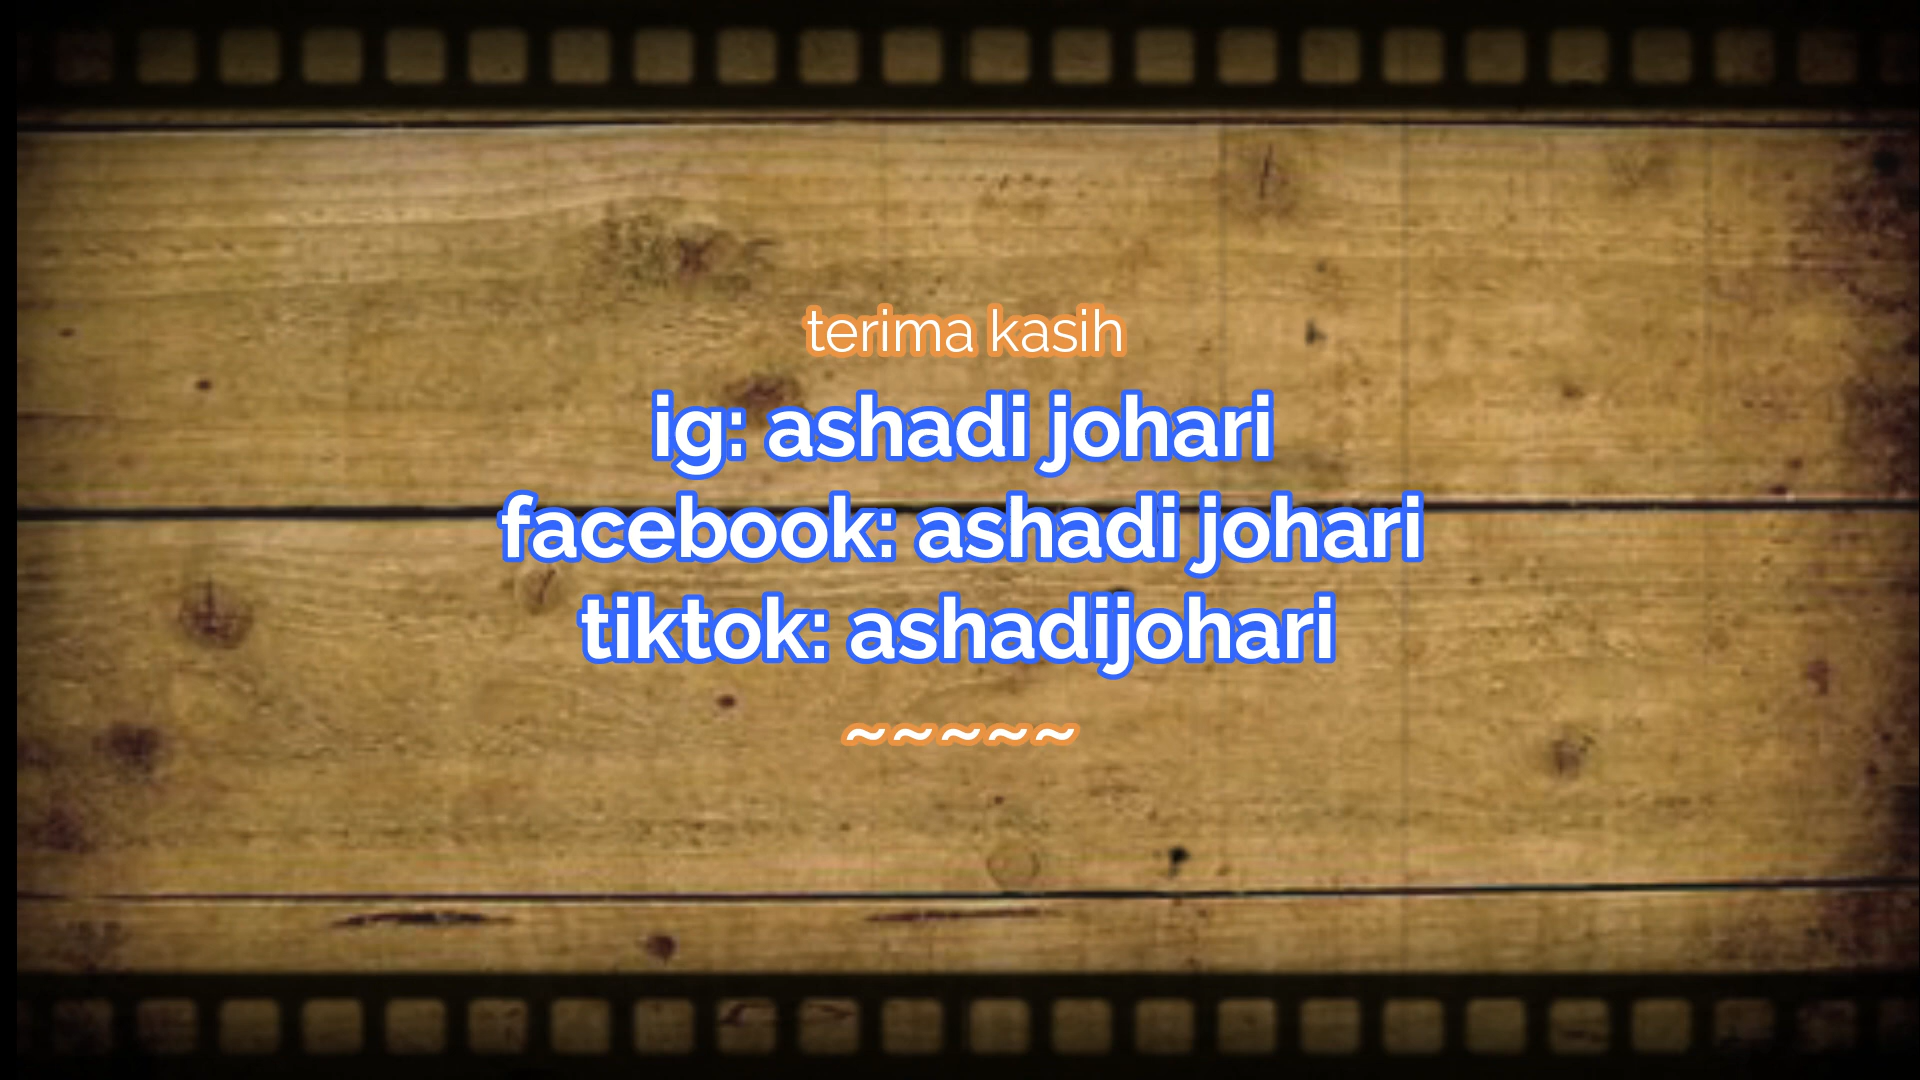 terima kasih
ig: ashadi johari
facebook: ashadi johari
tiktok: ashadijohari
~~~~~